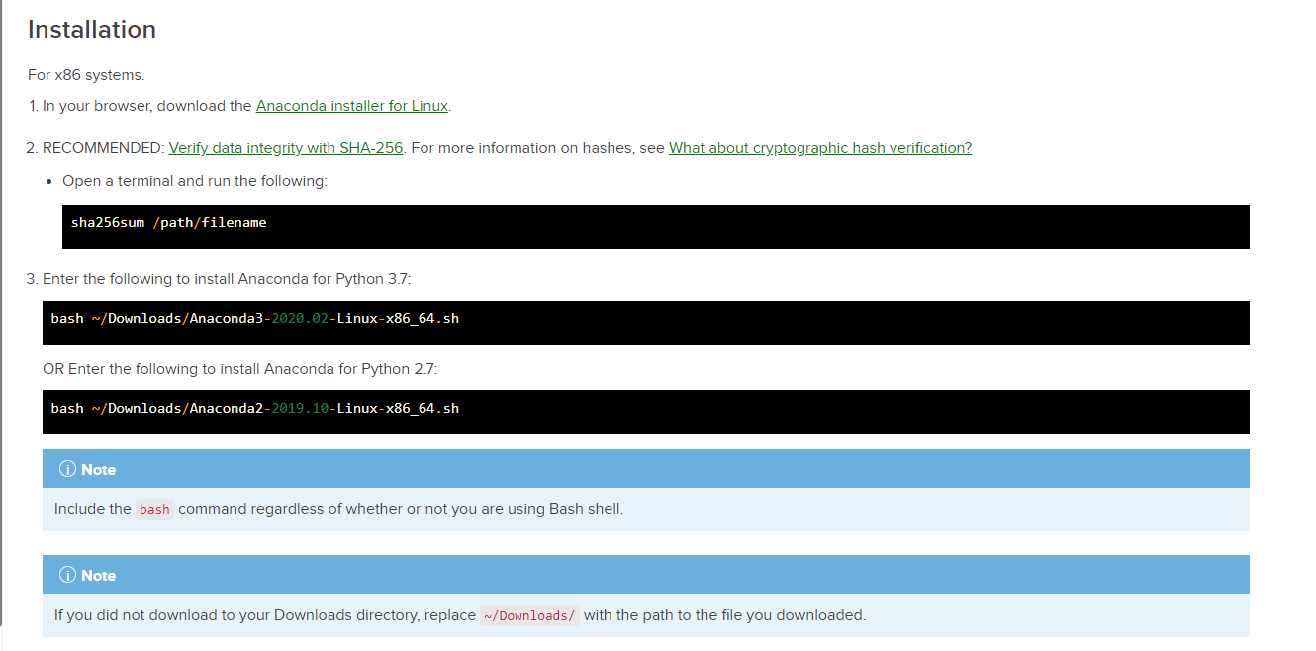 Installation
For x86 systems.
1. In your browser, download the Anaconda installer for Linux.
2. RECOMMENDED: Verify data integrity with SHA-256. For more information on hashes, see What about cryptographic hash verification?
• Open a terminal and run the following:
sha256sum /path/filename
3. Enter the following to install Anaconda for Python 3.7:
bash ~/Downloads/Anaconda3-2020.02-Linux-x86_64.sh
OR Enter the following to install Anaconda for Python 2.7:
bash ~/Downloads/Anaconda2-2019.10-Linux-x86_64.sh
Note
Include the bash command regardless of whether or not you are using Bash shell.
Note
If you did not download to your Downloads directory, replace ~/Downloads/ with the path to the file you downloaded.